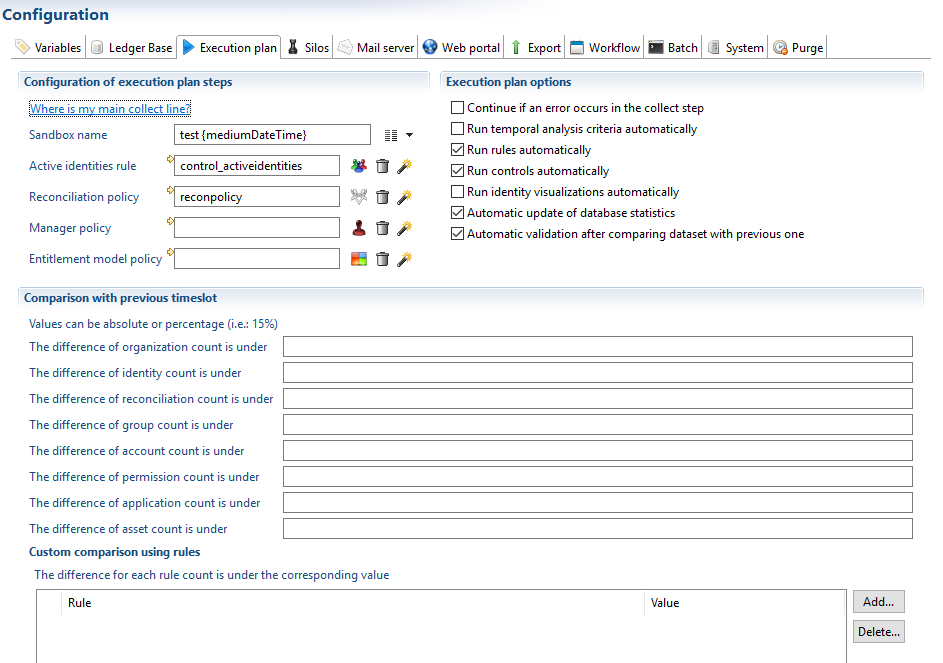 Configuration
Variables Ledger Base Execution plan Silos Mail server Web portal Export Workflow Batch System Purge
Configuration of execution plan steps
Where is my main collect line?
Sandbox name test {mediumDateTime}
Active identities rule control_activeidentities
Reconciliation policy reconpolicy
Manager policy
Entitlement model policy
Execution plan options
Continue if an error occurs in the collect step
Run temporal analysis criteria automatically
Run rules automatically
Run controls automatically
Run identity visualizations automatically
Automatic update of database statistics
Automatic validation after comparing dataset with previous one
Comparison with previous timeslot
Values can be absolute or percentage (i.e.: 15%)
The difference of organization count is under
The difference of identity count is under
The difference of reconciliation count is under
The difference of group count is under
The difference of account count is under
The difference of permission count is under
The difference of application count is under
The difference of asset count is under
Custom comparison using rules
The difference for each rule count is under the corresponding value
Rule Value
Add...
Delete...